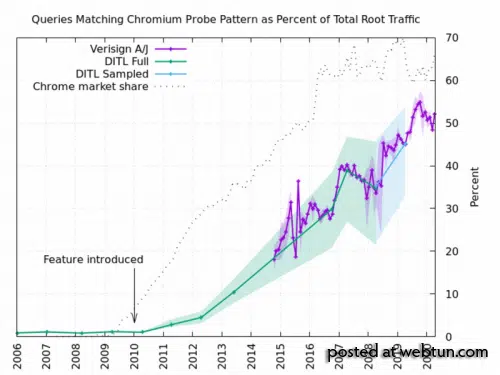 Queries Matching Chromium Probe Pattern as Percent of Total Root Traffic
Verisign A/J
DITL Full
DITL Sampled
Chrome market share
Feature introduced
70
60
50
40
30
20
10
0
Percent
2006
2007
2008
2009
2010
2011
2012
2013
2014
2015
2016
2017
2018
2019
2020
posted at webtun.com